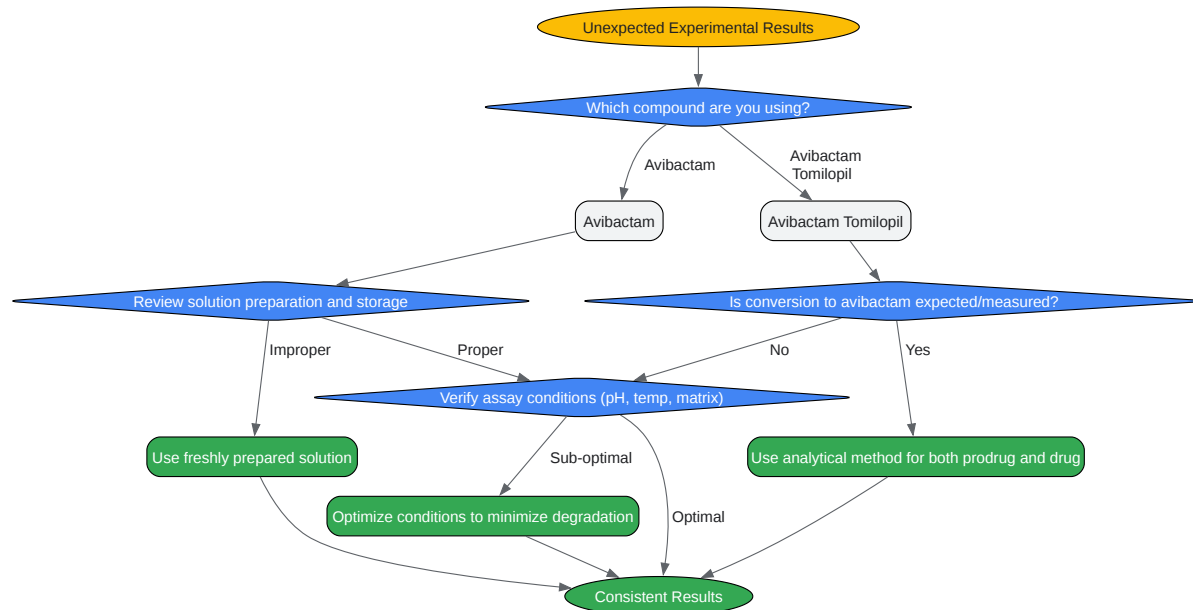 Unexpected Experimental Results
Which compound are you using?
Avibactam
Avibactam
Tomilopil
Avibactam
Avibactam Tomilopil
Review solution preparation and storage
Is conversion to avibactam expected/measured?
Improper
Proper
No
Yes
Verify assay conditions (pH, temp, matrix)
Use freshly prepared solution
Sub-optimal
Use analytical method for both prodrug and drug
Optimize conditions to minimize degradation
Optimal
Consistent Results